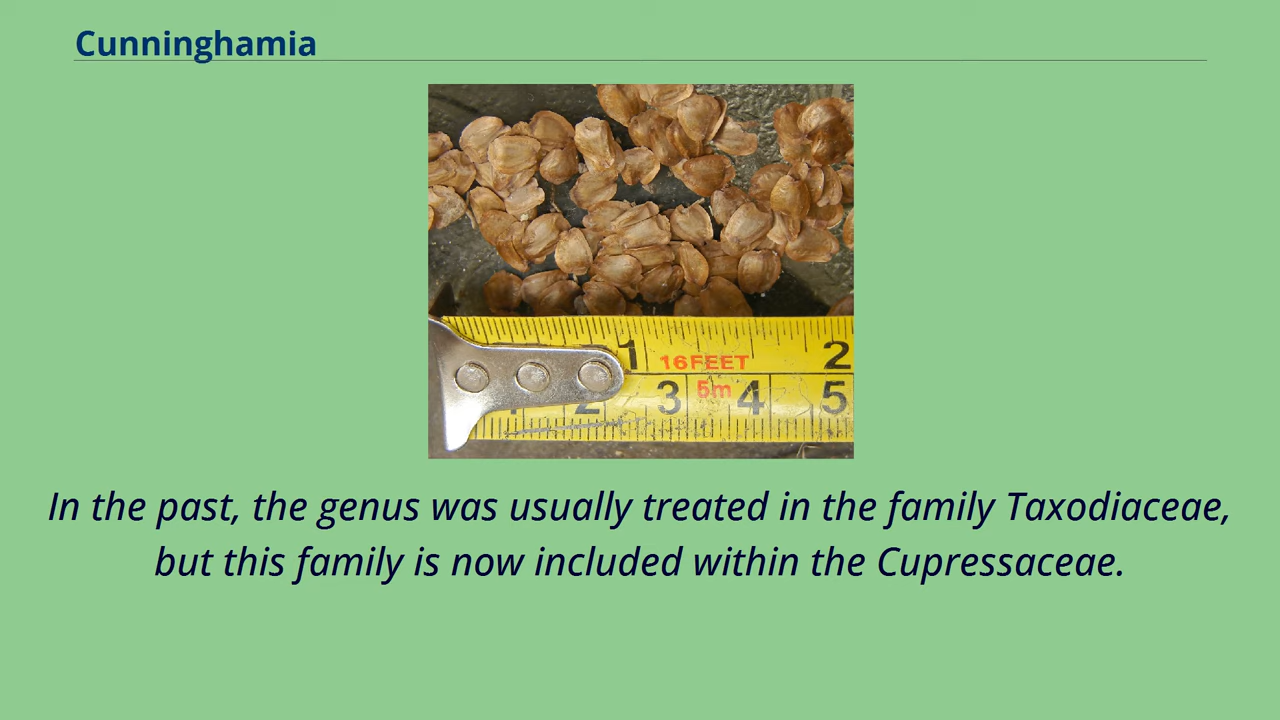 Cunninghamia
1 16FEET 2
2 3 5m 4 5
In the past, the genus was usually treated in the family Taxodiaceae,
but this family is now included within the Cupressaceae.